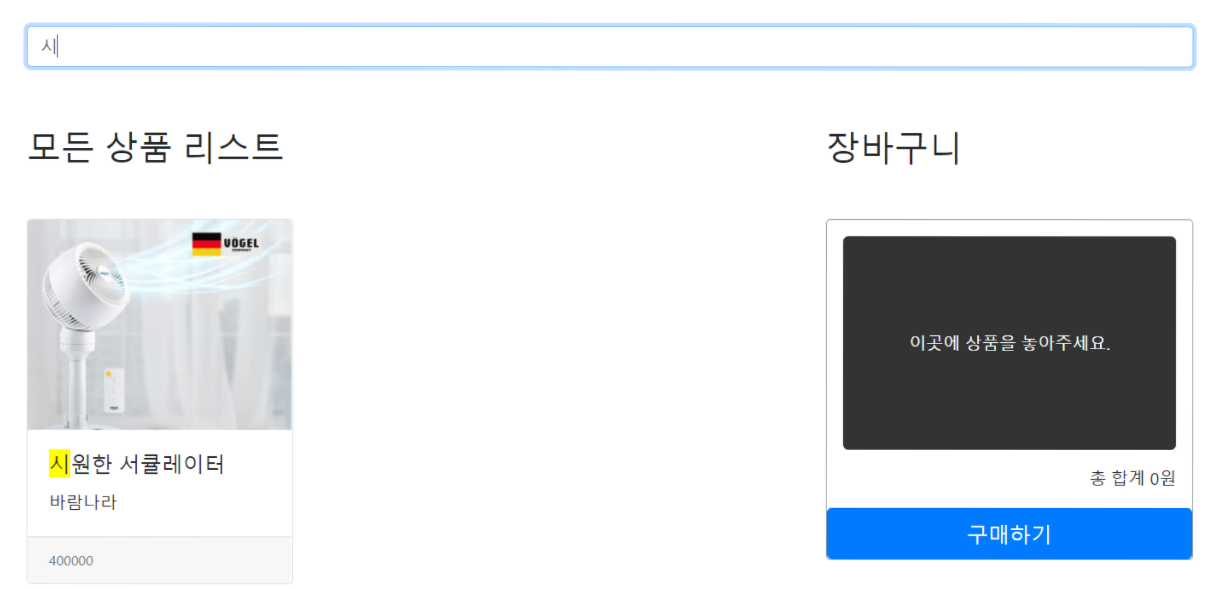 시
모든 상품 리스트
장바구니
VÖGEL
시원한 서큘레이터
바람나라
400000
이곳에 상품을 놓아주세요.
총 합계 0원
구매하기